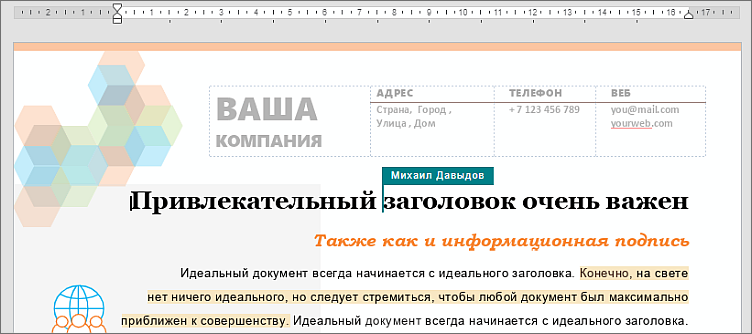 2 1 1 2 3 4 5 6 7 8 9 10 11 12 13 14 15 16 17
ВАША
КОМПАНИЯ
АДРЕС ТЕЛЕФОН ВЕБ
Страна, Город , +7 123 456 789 you@mail.com
Улица , Дом yourweb.com
Михаил Давыдов
Привлекательный заголовок очень важен
Также как и информационная подпись
Идеальный документ всегда начинается с идеального заголовка. Конечно, на свете
нет ничего идеального, но следует стремиться, чтобы любой документ был максимально
приближен к совершенству. Идеальный документ всегда начинается с идеального заголовка.